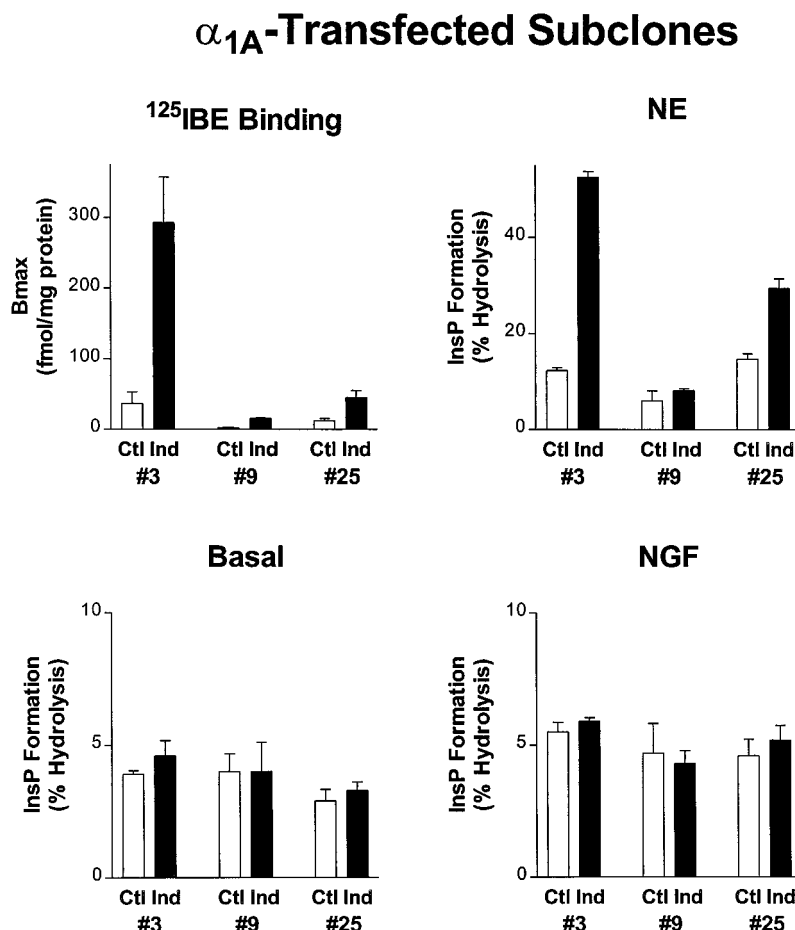 α1A-Transfected Subclones
125IBE Binding
Bmax
(fmol/mg protein)
300
200
100
0
Ctl Ind Ctl Ind Ctl Ind
#3 #9 #25
NE
InsP Formation
(% Hydrolysis)
40
20
0
Ctl Ind Ctl Ind Ctl Ind
#3 #9 #25
Basal
InsP Formation
(% Hydrolysis)
10
5
0
Ctl Ind Ctl Ind Ctl Ind
#3 #9 #25
NGF
InsP Formation
(% Hydrolysis)
10
5
0
Ctl Ind Ctl Ind Ctl Ind
#3 #9 #25